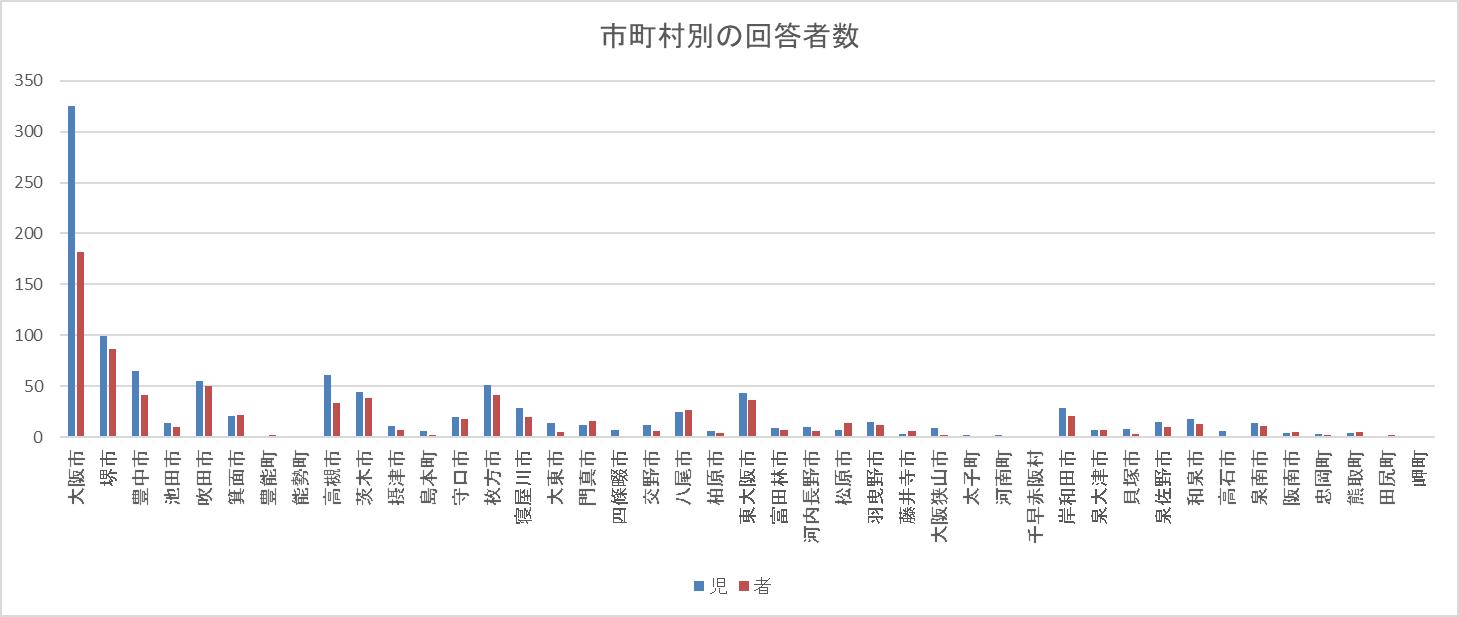 市町村別の回答者数
350
300
250
200
150
100
50
0
大阪市
堺市
豊中市
池田市
吹田市
箕面市
豊能町
能勢町
高槻市
茨木市
摂津市
島本町
守口市
枚方市
寝屋川市
大東市
門真市
四條畷市
交野市
八尾市
柏原市
東大阪市
富田林市
河内長野市
松原市
羽曳野市
藤井寺市
大阪狭山市
太子町
河南町
千早赤阪村
岸和田市
泉大津市
貝塚市
泉佐野市
和泉市
高石市
泉南市
阪南市
忠岡町
熊取町
田尻町
岬町
児
者